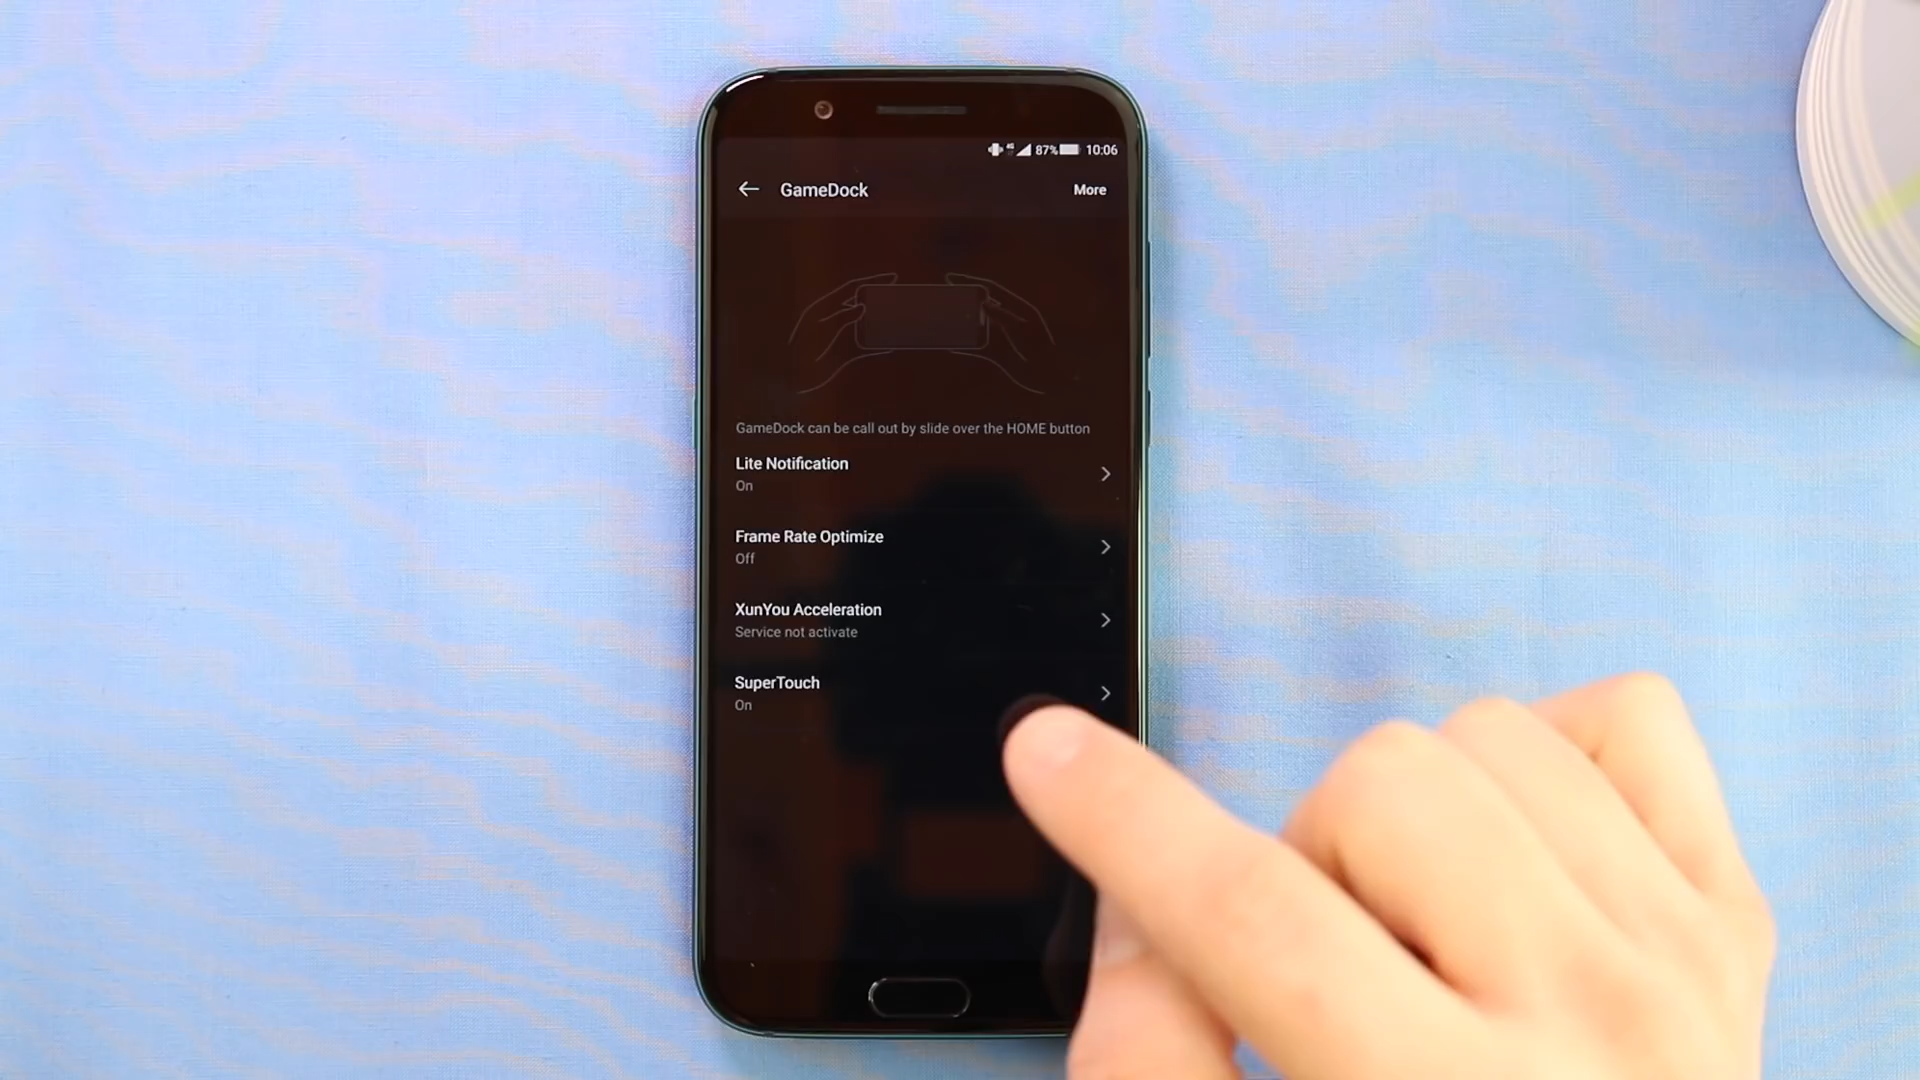 4G 87% 10:06
GameDock More
GameDock can be call out by slide over the HOME button
Lite Notification
On
Frame Rate Optimize
Off
XunYou Acceleration
Service not activate
SuperTouch
On